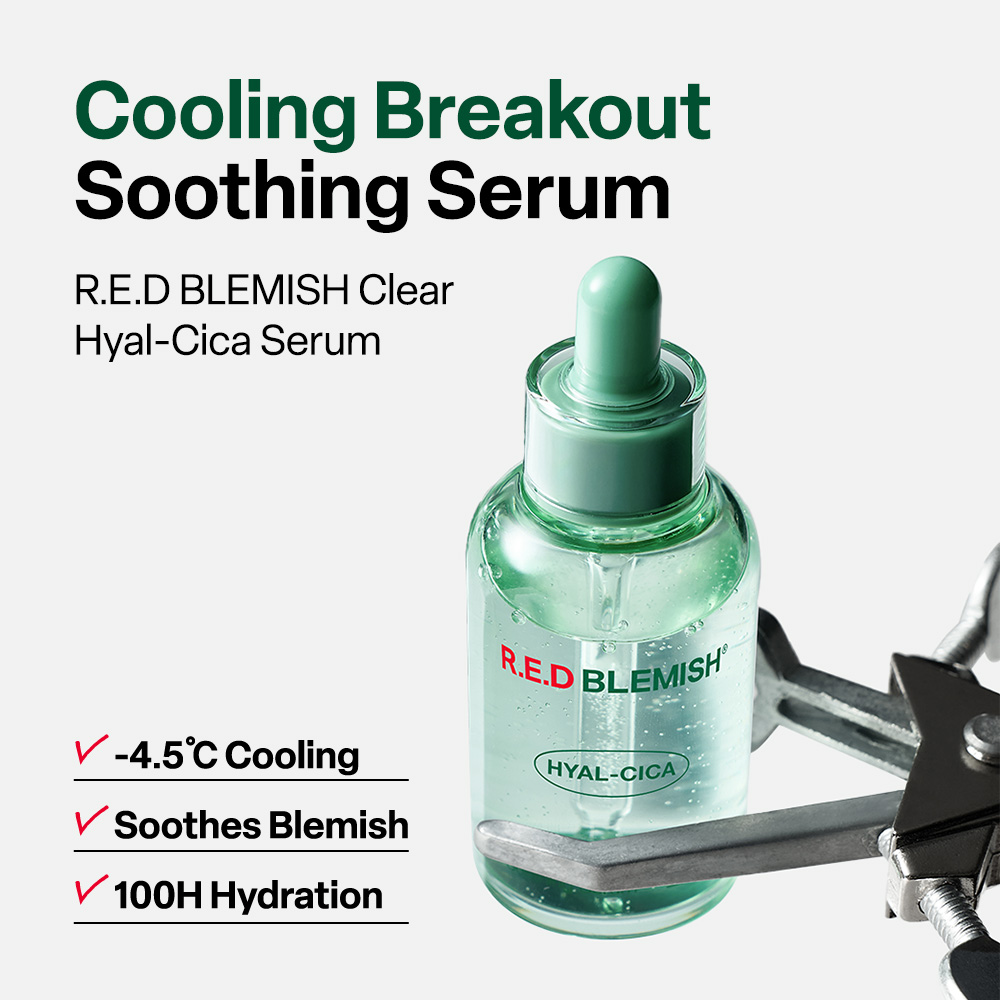 Cooling Breakout
Soothing Serum
R.E.D BLEMISH Clear
Hyal-Cica Serum
R.E.D BLEMISH®
HYAL-CICA
-4.5°C Cooling
Soothes Blemish
100H Hydration